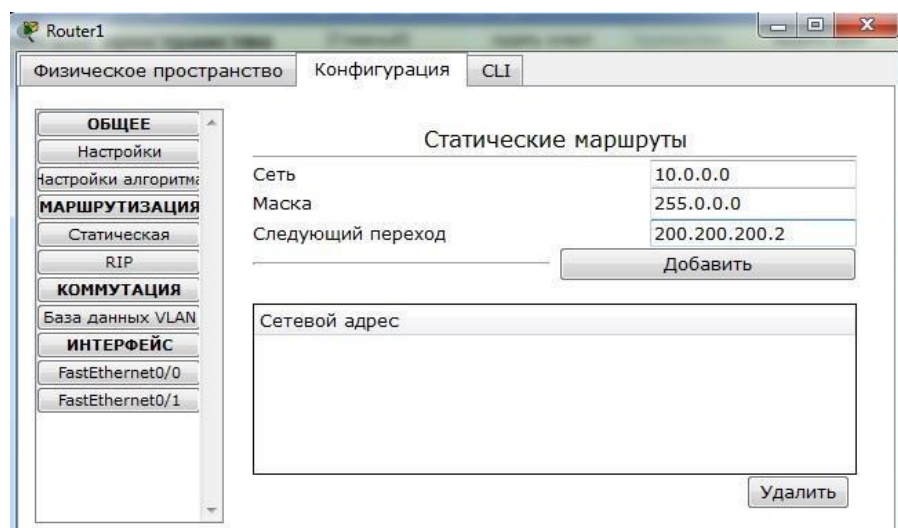 Router1
Физическое пространство
Конфигурация
CLI
ОБЩЕЕ
Настройки
Настройки алгоритма
МАРШРУТИЗАЦИЯ
Статическая
RIP
КОММУТАЦИЯ
База данных VLAN
ИНТЕРФЕЙС
FastEthernet0/0
FastEthernet0/1
Статические маршруты
Сеть 10.0.0.0
Маска 255.0.0.0
Следующий переход 200.200.200.2
Добавить
Сетевой адрес
Удалить